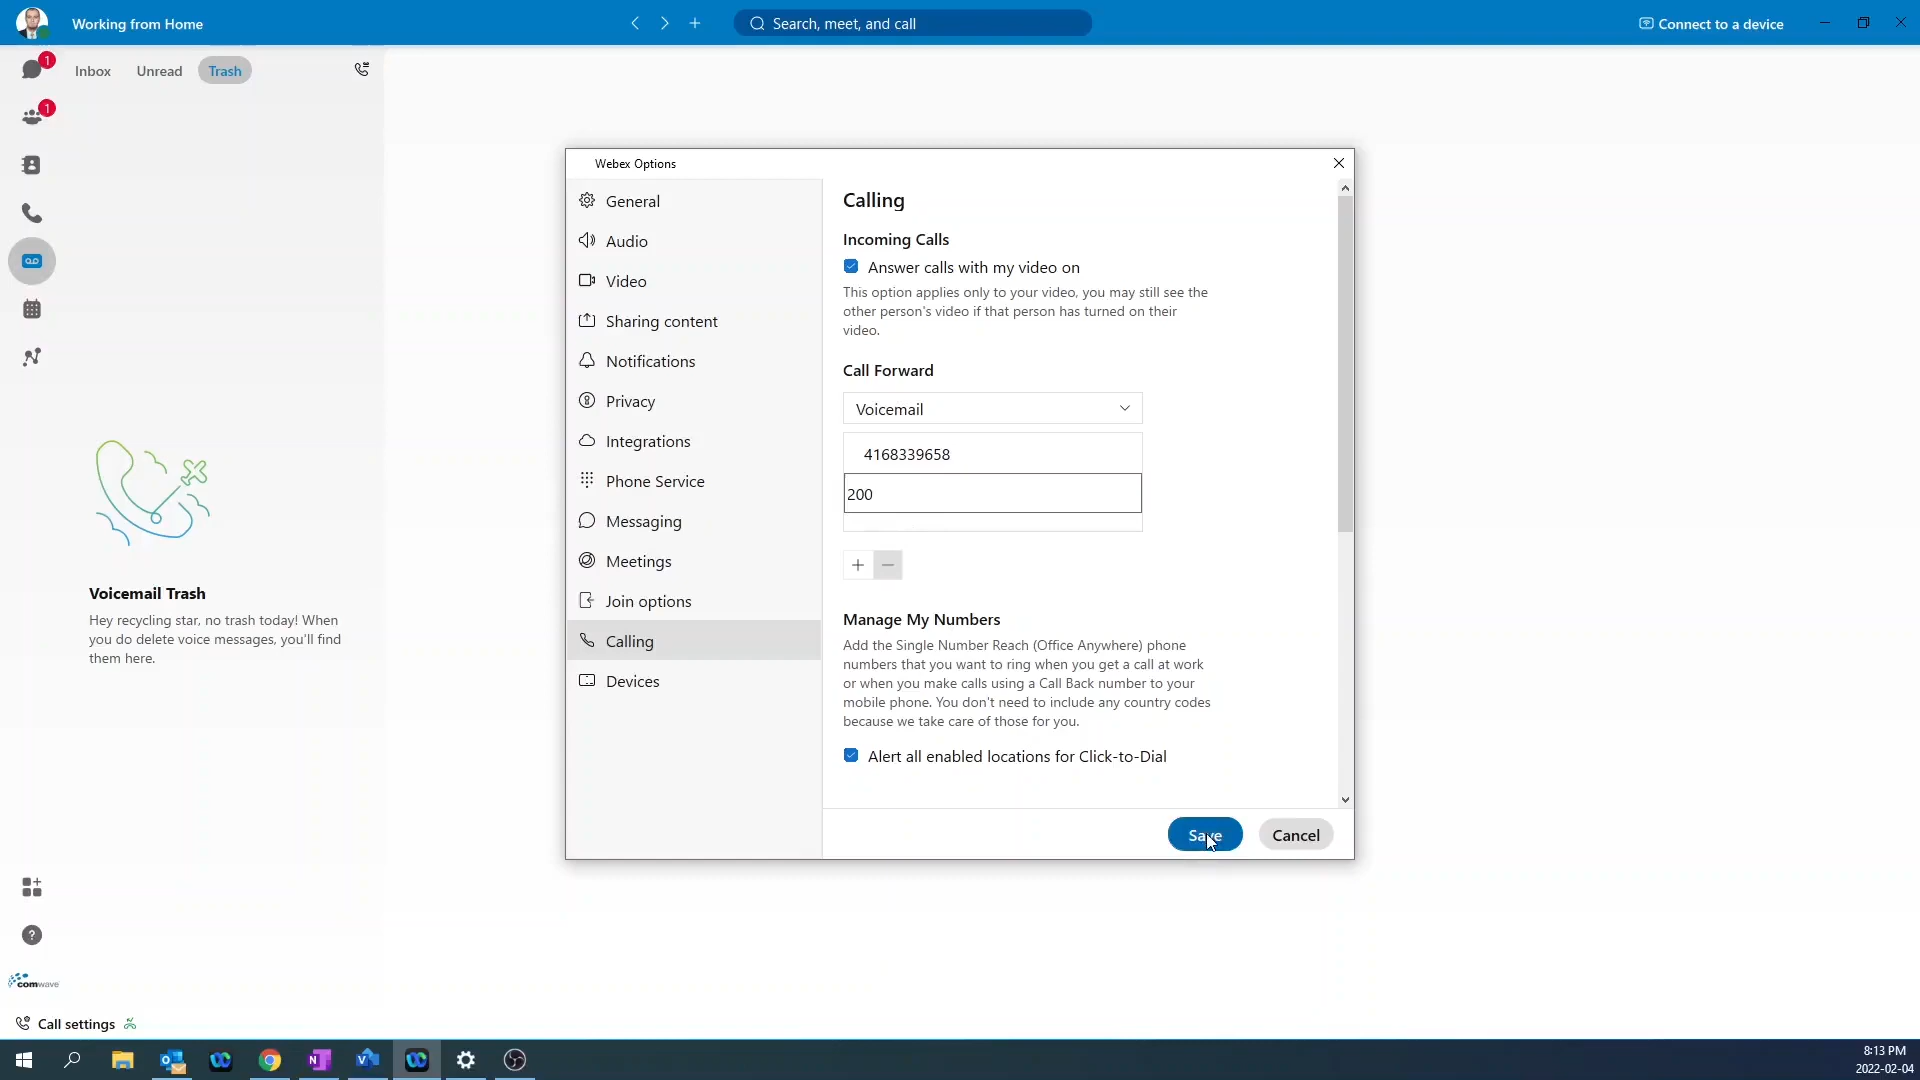 Working from Home
Search, meet, and call
Connect to a device
1
Inbox
Unread
Trash
1
Voicemail Trash
Hey recycling star, no trash today! When
you do delete voice messages, you'll find
them here.
comwave
Call settings
Webex Options
General
Audio
Video
Sharing content
Notifications
Privacy
Integrations
Phone Service
Messaging
Meetings
Join options
Calling
Devices
Calling
Incoming Calls
Answer calls with my video on
This option applies only to your video, you may still see the
other person's video if that person has turned on their
video.
Call Forward
Voicemail
4168339658
200
Manage My Numbers
Add the Single Number Reach (Office Anywhere) phone
numbers that you want to ring when you get a call at work
or when you make calls using a Call Back number to your
mobile phone. You don't need to include any country codes
because we take care of those for you.
Alert all enabled locations for Click-to-Dial
Save
Cancel
8:13 PM
2022-02-04